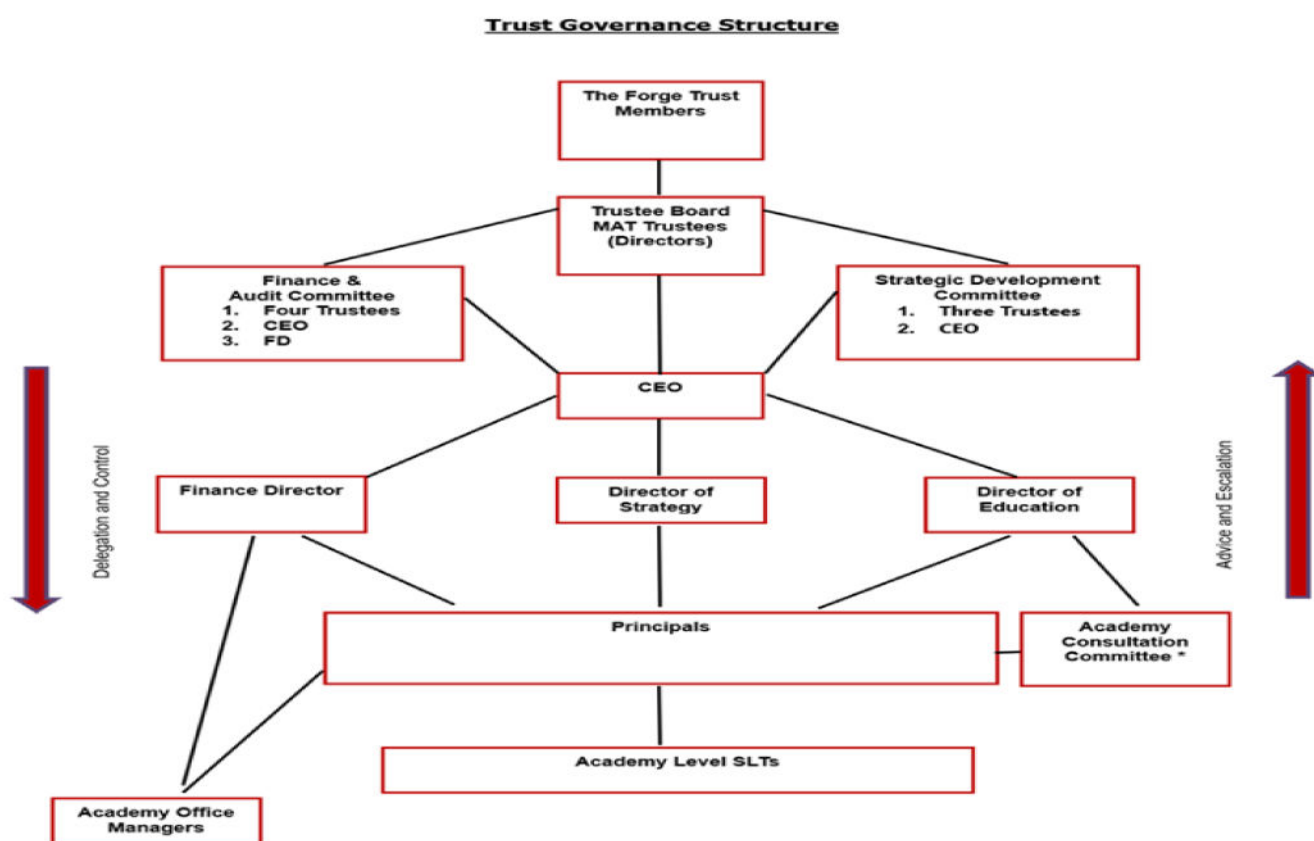 Trust Governance Structure
The Forge Trust
Members
Trustee Board
MAT Trustees
(Directors)
Finance &
Audit Committee
1. Four Trustees
2. CEO
3. FD
Strategic Development
Committee
1. Three Trustees
2. CEO
CEO
Delegation and Control
Advice and Escalation
Finance Director
Director of
Strategy
Director of
Education
Principals
Academy
Consultation
Committee *
Academy Level SLTs
Academy Office
Managers